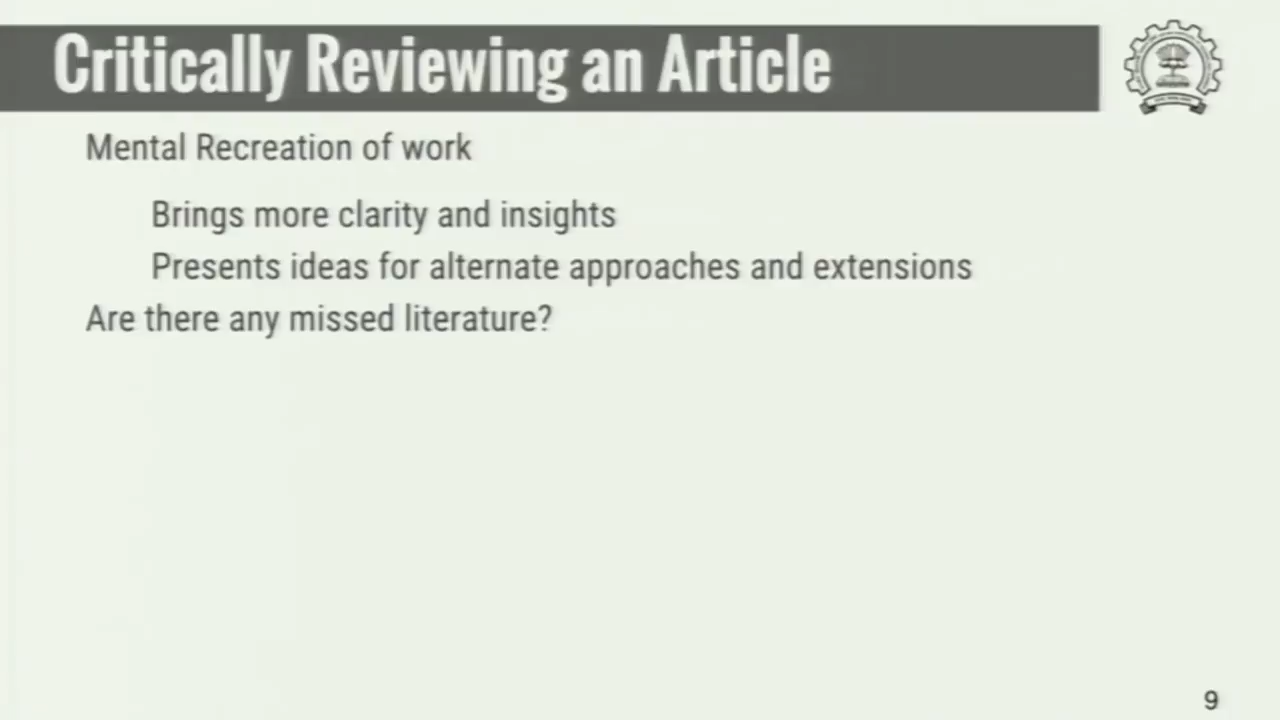 Critically Reviewing an Article
Mental Recreation of work
Brings more clarity and insights
Presents ideas for alternate approaches and extensions
Are there any missed literature?
9